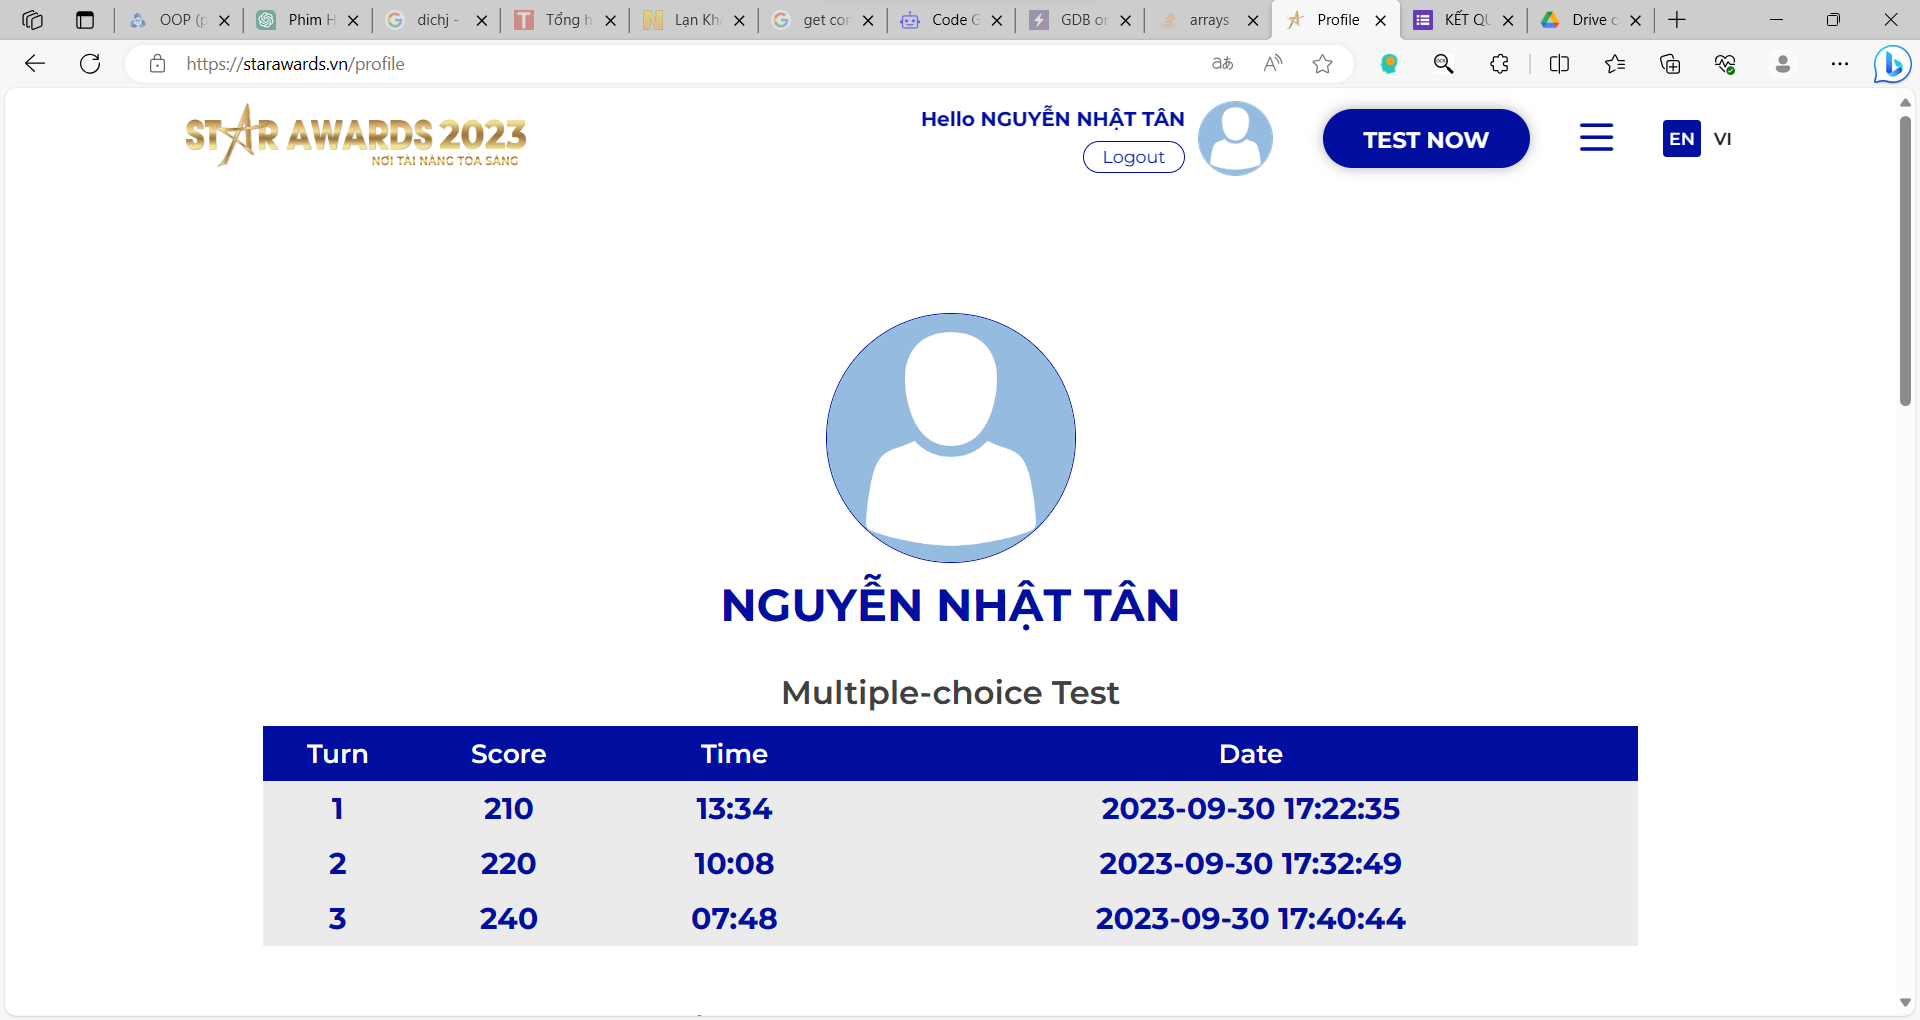 OOP (p
Phim H
dichj -
Tổng h
Lạn Kha
get cor
Code G
GDB or
arrays
Profile
KẾT QU
Drive c
https://starawards.vn/profile
STAR AWARDS 2023
NƠI TÀI NĂNG TỎA SÁNG
Hello NGUYỄN NHẬT TÂN
Logout
TEST NOW
EN VI
NGUYỄN NHẬT TÂN
Multiple-choice Test
Turn Score Time Date
1 210 13:34 2023-09-30 17:22:35
2 220 10:08 2023-09-30 17:32:49
3 240 07:48 2023-09-30 17:40:44